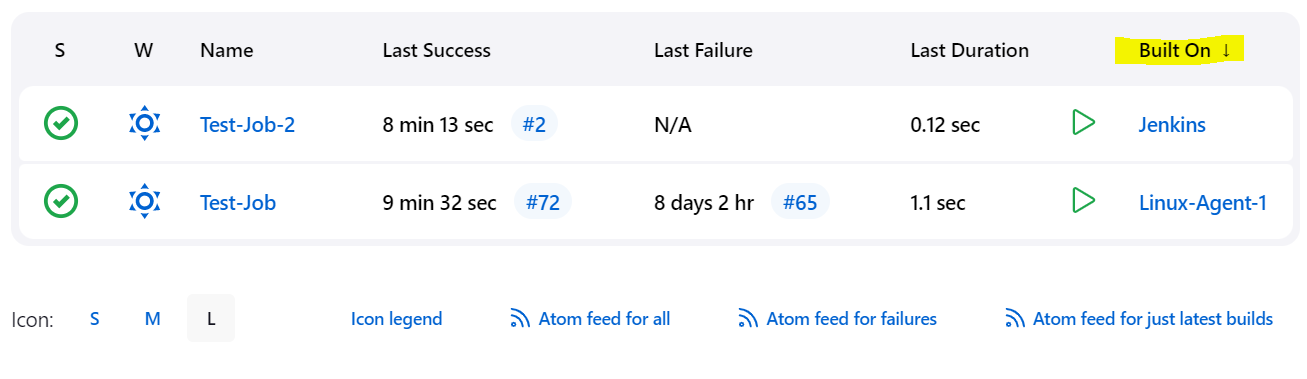 S W Name Last Success Last Failure Last Duration Built On ↓
Test-Job-2 8 min 13 sec #2 N/A 0.12 sec Jenkins
Test-Job 9 min 32 sec #72 8 days 2 hr #65 1.1 sec Linux-Agent-1
Icon: S M L Icon legend Atom feed for all Atom feed for failures Atom feed for just latest builds